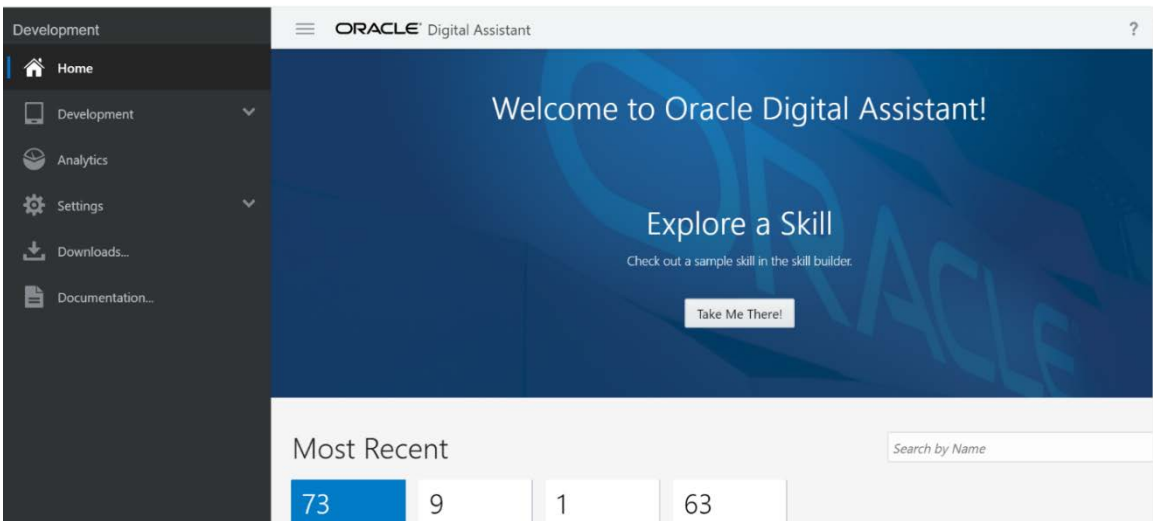 Development
Home
Development
Analytics
Settings
Downloads...
Documentation...
ORACLE Digital Assistant
?
Welcome to Oracle Digital Assistant!
Explore a Skill
Check out a sample skill in the skill builder.
Take Me There!
ORACLE
Most Recent
Search by Name
73
9
1
63